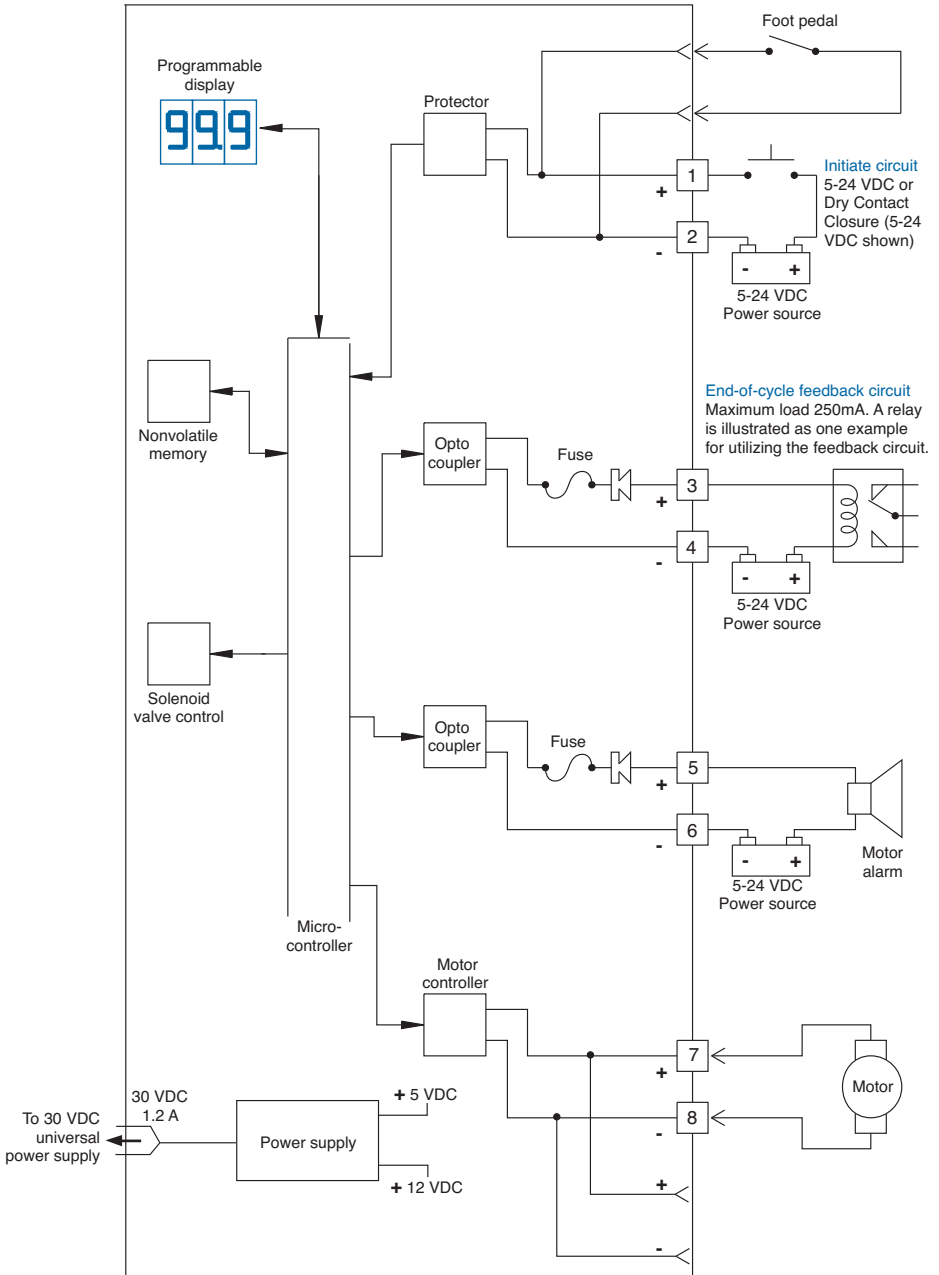 Foot pedal
Programmable
display
99.9
Protector
1
+
2
-
Initiate circuit
5-24 VDC or
Dry Contact
Closure (5-24
VDC shown)
- +
5-24 VDC
Power source
Nonvolatile
memory
End-of-cycle feedback circuit
Maximum load 250mA. A relay
is illustrated as one example
for utilizing the feedback circuit.
Opto
coupler
Fuse
3
+
4
-
- +
5-24 VDC
Power source
Solenoid
valve control
Opto
coupler
Fuse
5
+
6
-
- +
5-24 VDC
Power source
Motor
alarm
Micro-
controller
Motor
controller
7
+
8
-
Motor
To 30 VDC
universal
power supply
30 VDC
1.2 A
Power supply
+ 5 VDC
+ 12 VDC
+
-